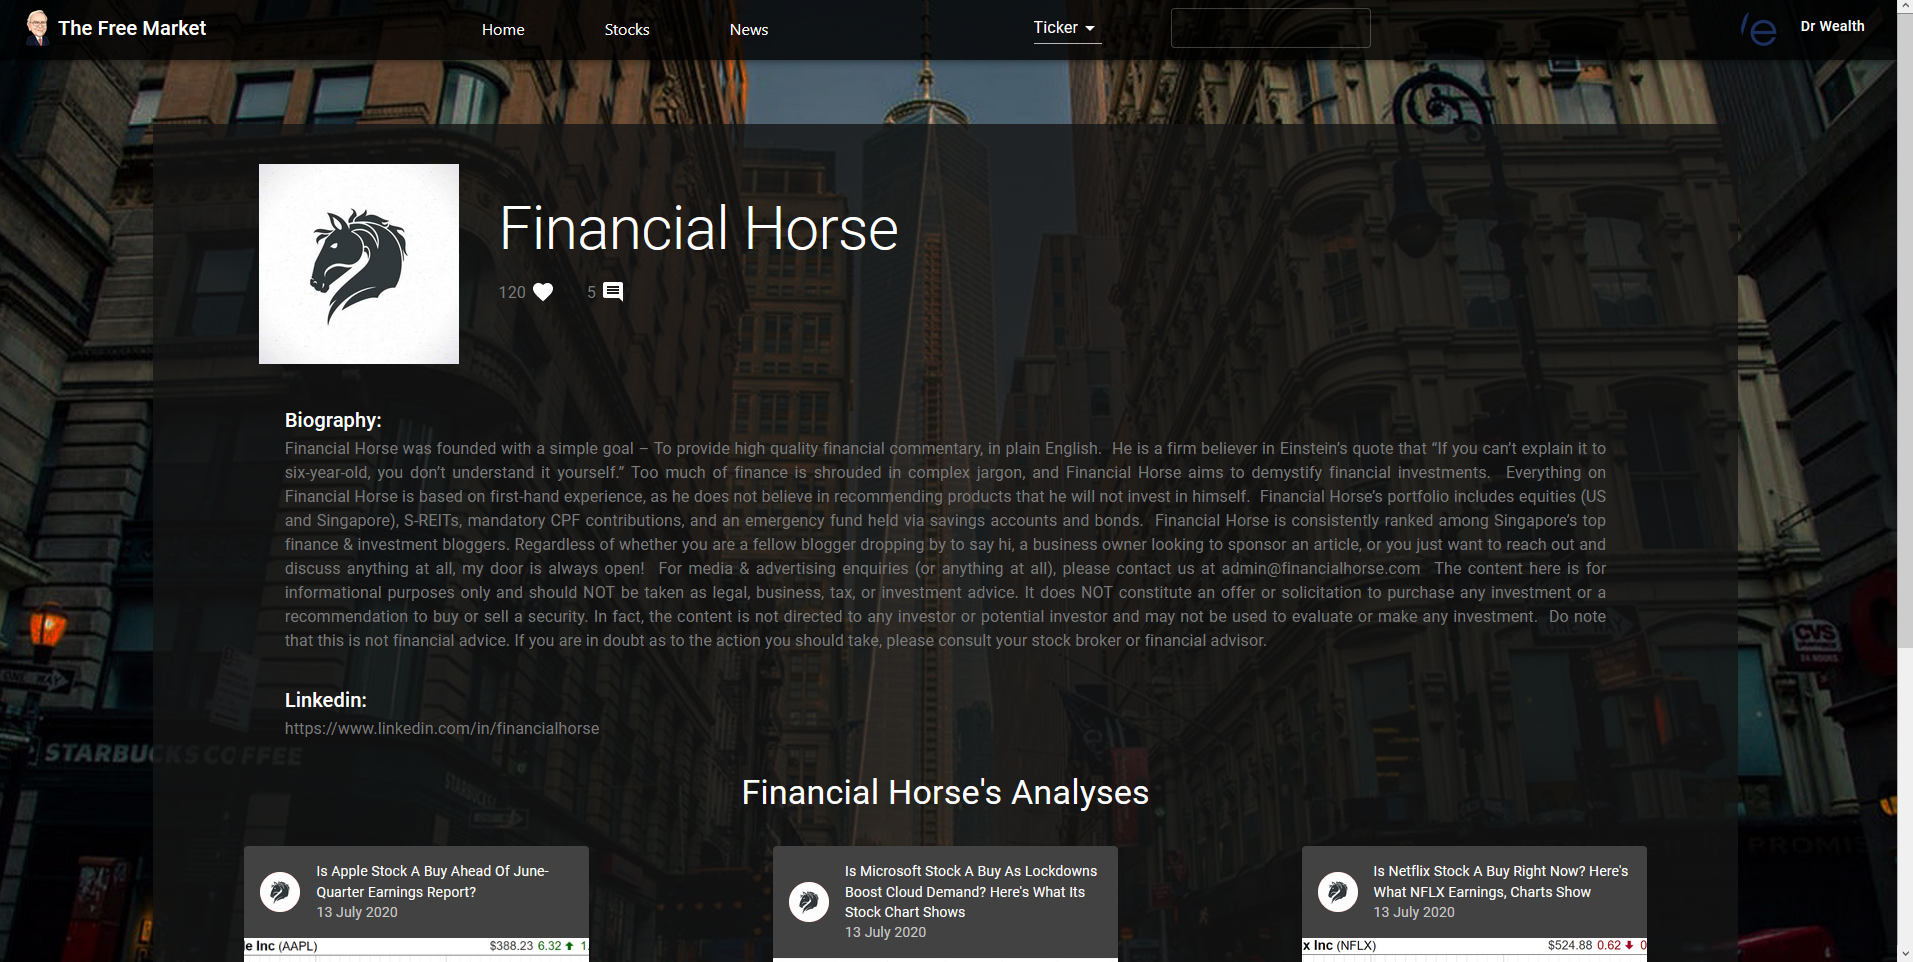 The Free Market
Home
Stocks
News
Ticker
Dr Wealth
Financial Horse
120
5
Biography:
Financial Horse was founded with a simple goal – To provide high quality financial commentary, in plain English.  He is a firm believer in Einstein’s quote that “If you can’t explain it to
six-year-old, you don’t understand it yourself.” Too much of finance is shrouded in complex jargon, and Financial Horse aims to demystify financial investments.  Everything on
Financial Horse is based on first-hand experience, as he does not believe in recommending products that he will not invest in himself.  Financial Horse’s portfolio includes equities (US
and Singapore), S-REITs, mandatory CPF contributions, and an emergency fund held via savings accounts and bonds.  Financial Horse is consistently ranked among Singapore’s top
finance & investment bloggers. Regardless of whether you are a fellow blogger dropping by to say hi, a business owner looking to sponsor an article, or you just want to reach out and
discuss anything at all, my door is always open!  For media & advertising enquiries (or anything at all), please contact us at admin@financialhorse.com  The content here is for
informational purposes only and should NOT be taken as legal, business, tax, or investment advice. It does NOT constitute an offer or solicitation to purchase any investment or a
recommendation to buy or sell a security. In fact, the content is not directed to any investor or potential investor and may not be used to evaluate or make any investment.  Do note
that this is not financial advice. If you are in doubt as to the action you should take, please consult your stock broker or financial advisor.
ONE WAY
CVS
24 HOURS
Linkedin:
https://www.linkedin.com/in/financialhorse
STARBUCKS COFFEE
STARBUCKS
Financial Horse's Analyses
Is Apple Stock A Buy Ahead Of June-
Quarter Earnings Report?
13 July 2020
le Inc (AAPL) $388.23 6.32 1.
Is Microsoft Stock A Buy As Lockdowns
Boost Cloud Demand? Here's What Its
Stock Chart Shows
13 July 2020
Is Netflix Stock A Buy Right Now? Here's
What NFLX Earnings, Charts Show
13 July 2020
x Inc (NFLX) $524.88 0.62 0